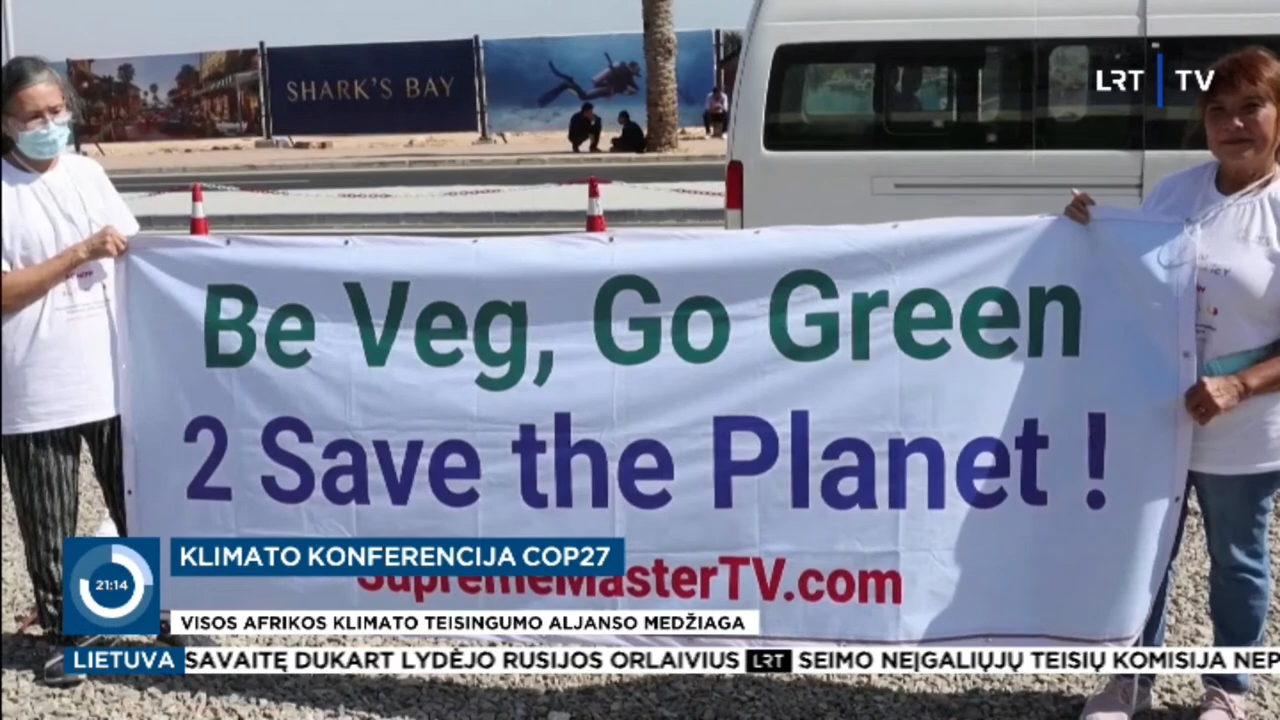 SHARK'S BAY
LRT TV
Be Veg, Go Green
2 Save the Planet !
SupremeMasterTV.com
21:14
KLIMATO KONFERENCIJA COP27
VISOS AFRIKOS KLIMATO TEISINGUMO ALJANSO MEDŽIAGA
LIETUVA SAVAITĘ DUKART LYDĖJO RUSIJOS ORLAIVIUS LRT SEIMO NEĮGALIŲJŲ TEISIŲ KOMISIJA NEP